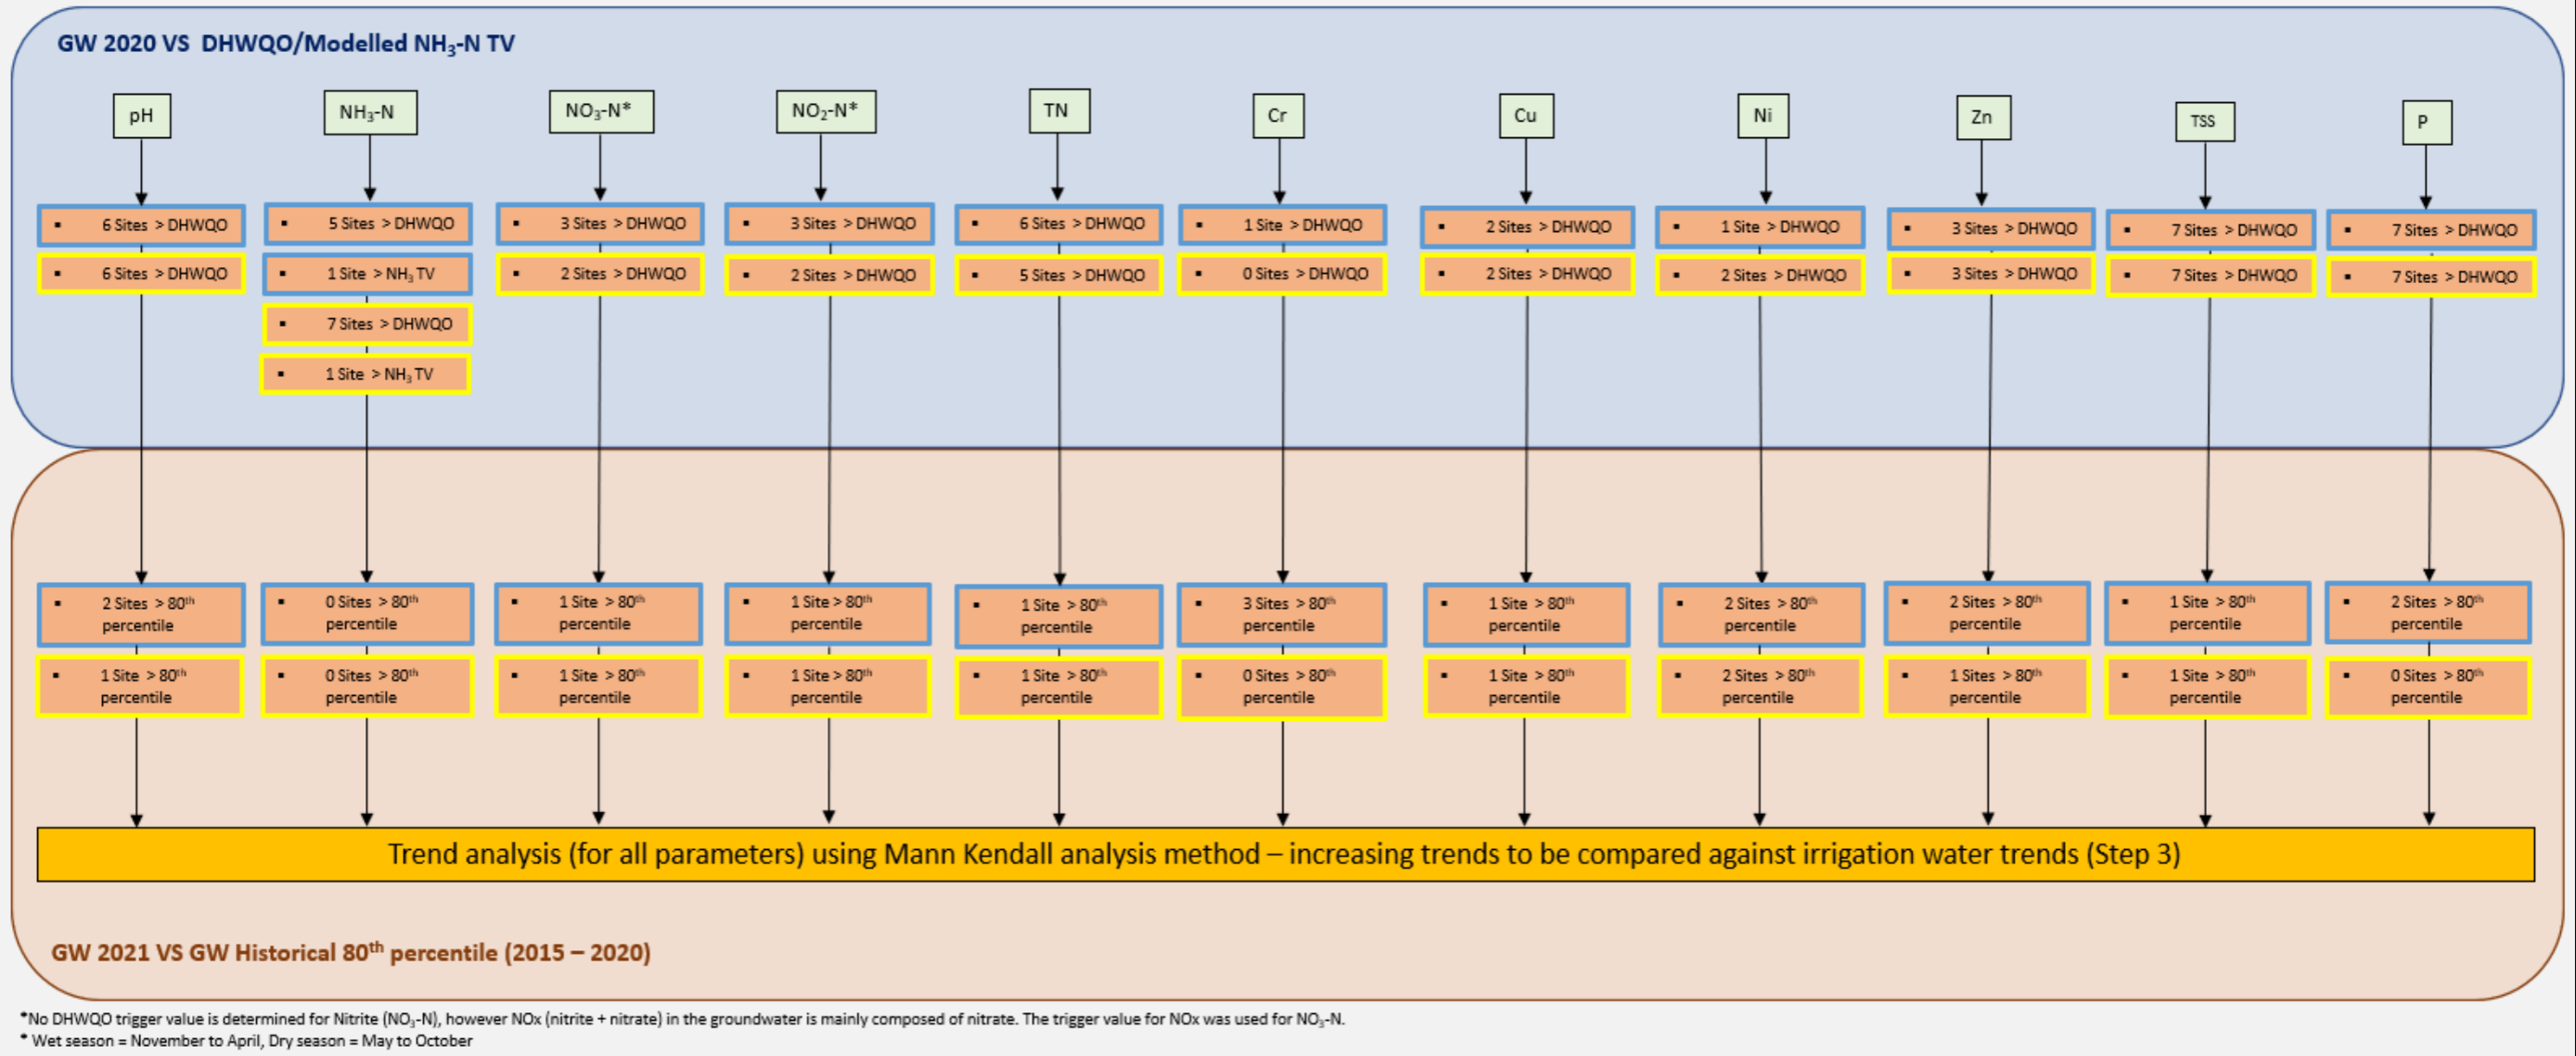 GW 2020 VS DHWQO/Modelled NH₃-N TV
pH
NH₃-N
NO₃-N*
NO₂-N*
TN
Cr
Cu
Ni
Zn
TSS
P
▪ 6 Sites > DHWQO
▪ 5 Sites > DHWQO
▪ 3 Sites > DHWQO
▪ 3 Sites > DHWQO
▪ 6 Sites > DHWQO
▪ 1 Site > DHWQO
▪ 2 Sites > DHWQO
▪ 1 Site > DHWQO
▪ 3 Sites > DHWQO
▪ 7 Sites > DHWQO
▪ 7 Sites > DHWQO
▪ 6 Sites > DHWQO
▪ 1 Site > NH₃ TV
▪ 2 Sites > DHWQO
▪ 2 Sites > DHWQO
▪ 5 Sites > DHWQO
▪ 0 Sites > DHWQO
▪ 2 Sites > DHWQO
▪ 2 Sites > DHWQO
▪ 3 Sites > DHWQO
▪ 7 Sites > DHWQO
▪ 7 Sites > DHWQO
▪ 7 Sites > DHWQO
▪ 1 Site > NH₃ TV
▪ 2 Sites > 80th
percentile
▪ 0 Sites > 80th
percentile
▪ 1 Site > 80th
percentile
▪ 1 Site > 80th
percentile
▪ 1 Site > 80th
percentile
▪ 3 Sites > 80th
percentile
▪ 1 Site > 80th
percentile
▪ 2 Sites > 80th
percentile
▪ 2 Sites > 80th
percentile
▪ 1 Site > 80th
percentile
▪ 2 Sites > 80th
percentile
▪ 1 Site > 80th
percentile
▪ 0 Sites > 80th
percentile
▪ 1 Site > 80th
percentile
▪ 1 Site > 80th
percentile
▪ 1 Site > 80th
percentile
▪ 0 Sites > 80th
percentile
▪ 1 Site > 80th
percentile
▪ 2 Sites > 80th
percentile
▪ 1 Sites > 80th
percentile
▪ 1 Site > 80th
percentile
▪ 0 Sites > 80th
percentile
Trend analysis (for all parameters) using Mann Kendall analysis method – increasing trends to be compared against irrigation water trends (Step 3)
GW 2021 VS GW Historical 80th percentile (2015 – 2020)
*No DHWQO trigger value is determined for Nitrite (NO₃-N), however NOx (nitrite + nitrate) in the groundwater is mainly composed of nitrate. The trigger value for NOx was used for NO₃-N.
* Wet season = November to April, Dry season = May to October